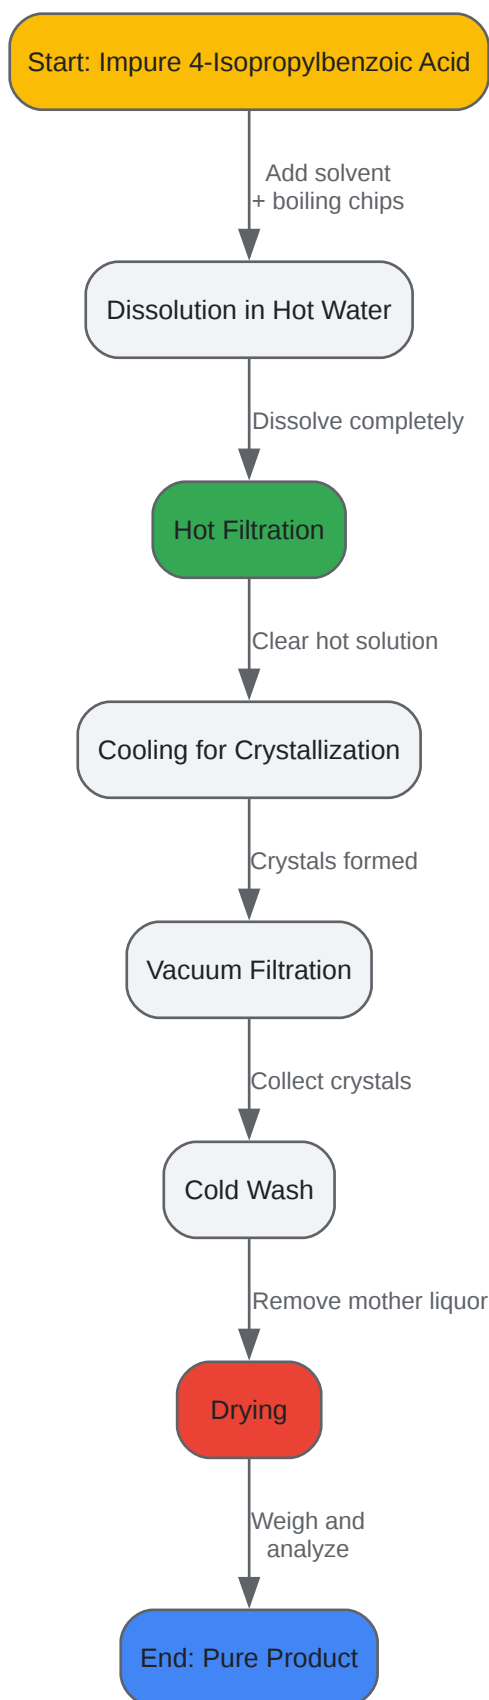 Start: Impure 4-Isopropylbenzoic Acid
Add solvent
+ boiling chips
Dissolution in Hot Water
Dissolve completely
Hot Filtration
Clear hot solution
Cooling for Crystallization
Crystals formed
Vacuum Filtration
Collect crystals
Cold Wash
Remove mother liquor
Drying
Weigh and
analyze
End: Pure Product